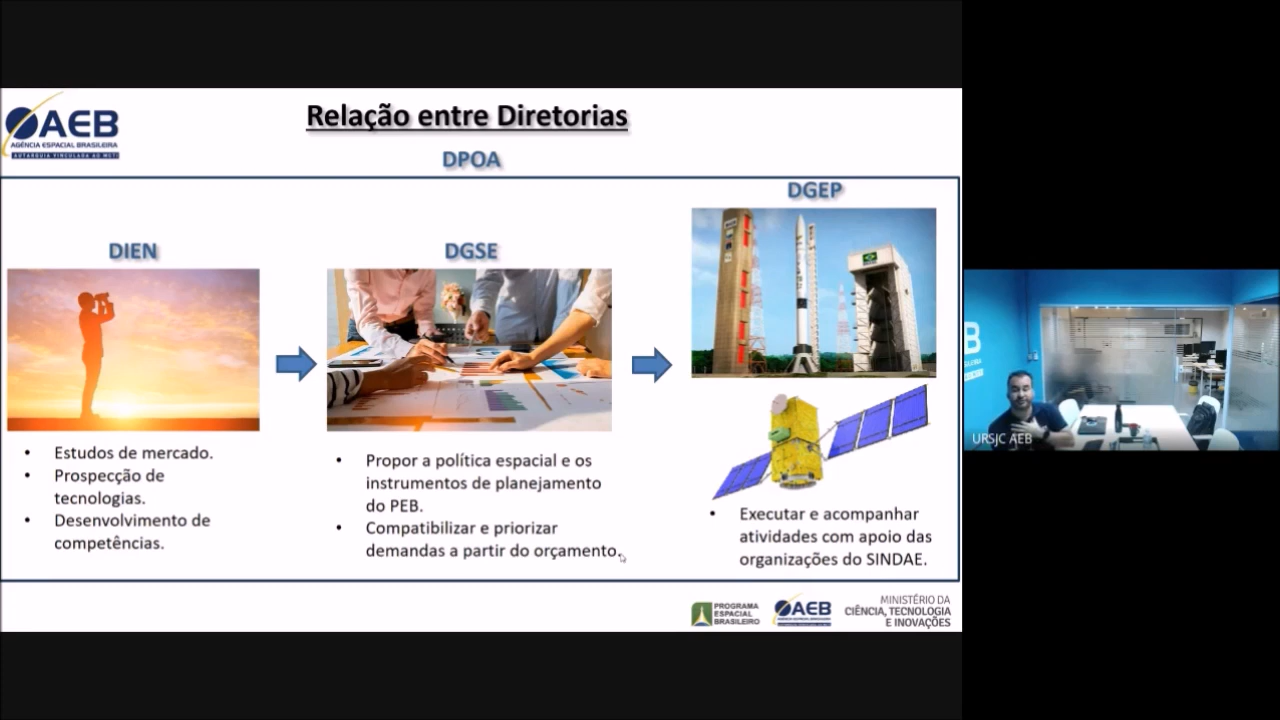 AEB
AGÊNCIA ESPACIAL BRASILEIRA
AUTARQUIA VINCULADA AO MCTI
Relação entre Diretorias
DPOA
DIEN
• Estudos de mercado.
• Prospecção de
tecnologias.
• Desenvolvimento de
competências.
DGSE
• Propor a política espacial e os
instrumentos de planejamento
do PEB.
• Compatibilizar e priorizar
demandas a partir do orçamento.
DGEP
• Executar e acompanhar
atividades com apoio das
organizações do SINDAE.
PROGRAMA
ESPACIAL
BRASILEIRO
AEB
MINISTÉRIO DA
CIÊNCIA, TECNOLOGIA
E INOVAÇÕES
B
URSJC AEB